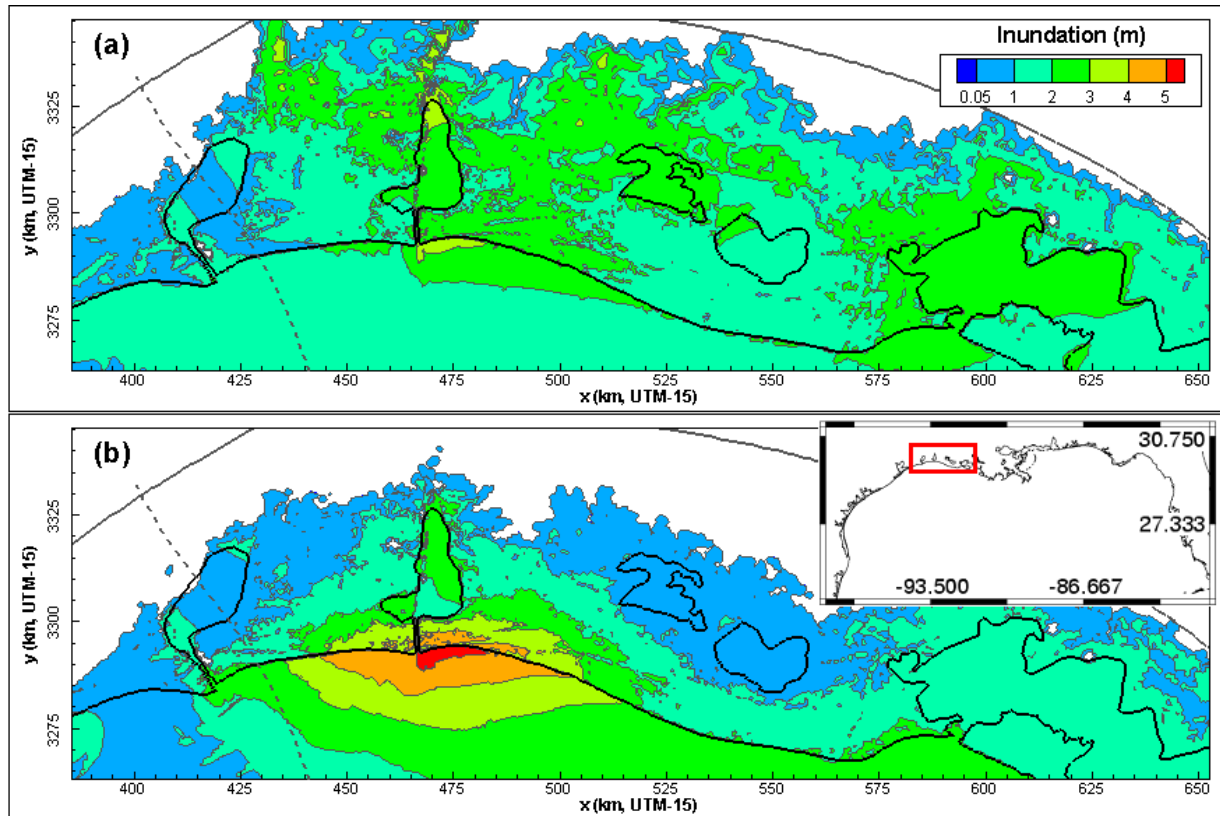 (a)
Inundation (m)
0.05 1 2 3 4 5
3325
3300
3275
y (km, UTM-15)
400 425 450 475 500 525 550 575 600 625 650
x (km, UTM-15)
(b)
30.750
27.333
-93.500 -86.667
3325
3300
3275
y (km, UTM-15)
400 425 450 475 500 525 550 575 600 625 650
x (km, UTM-15)